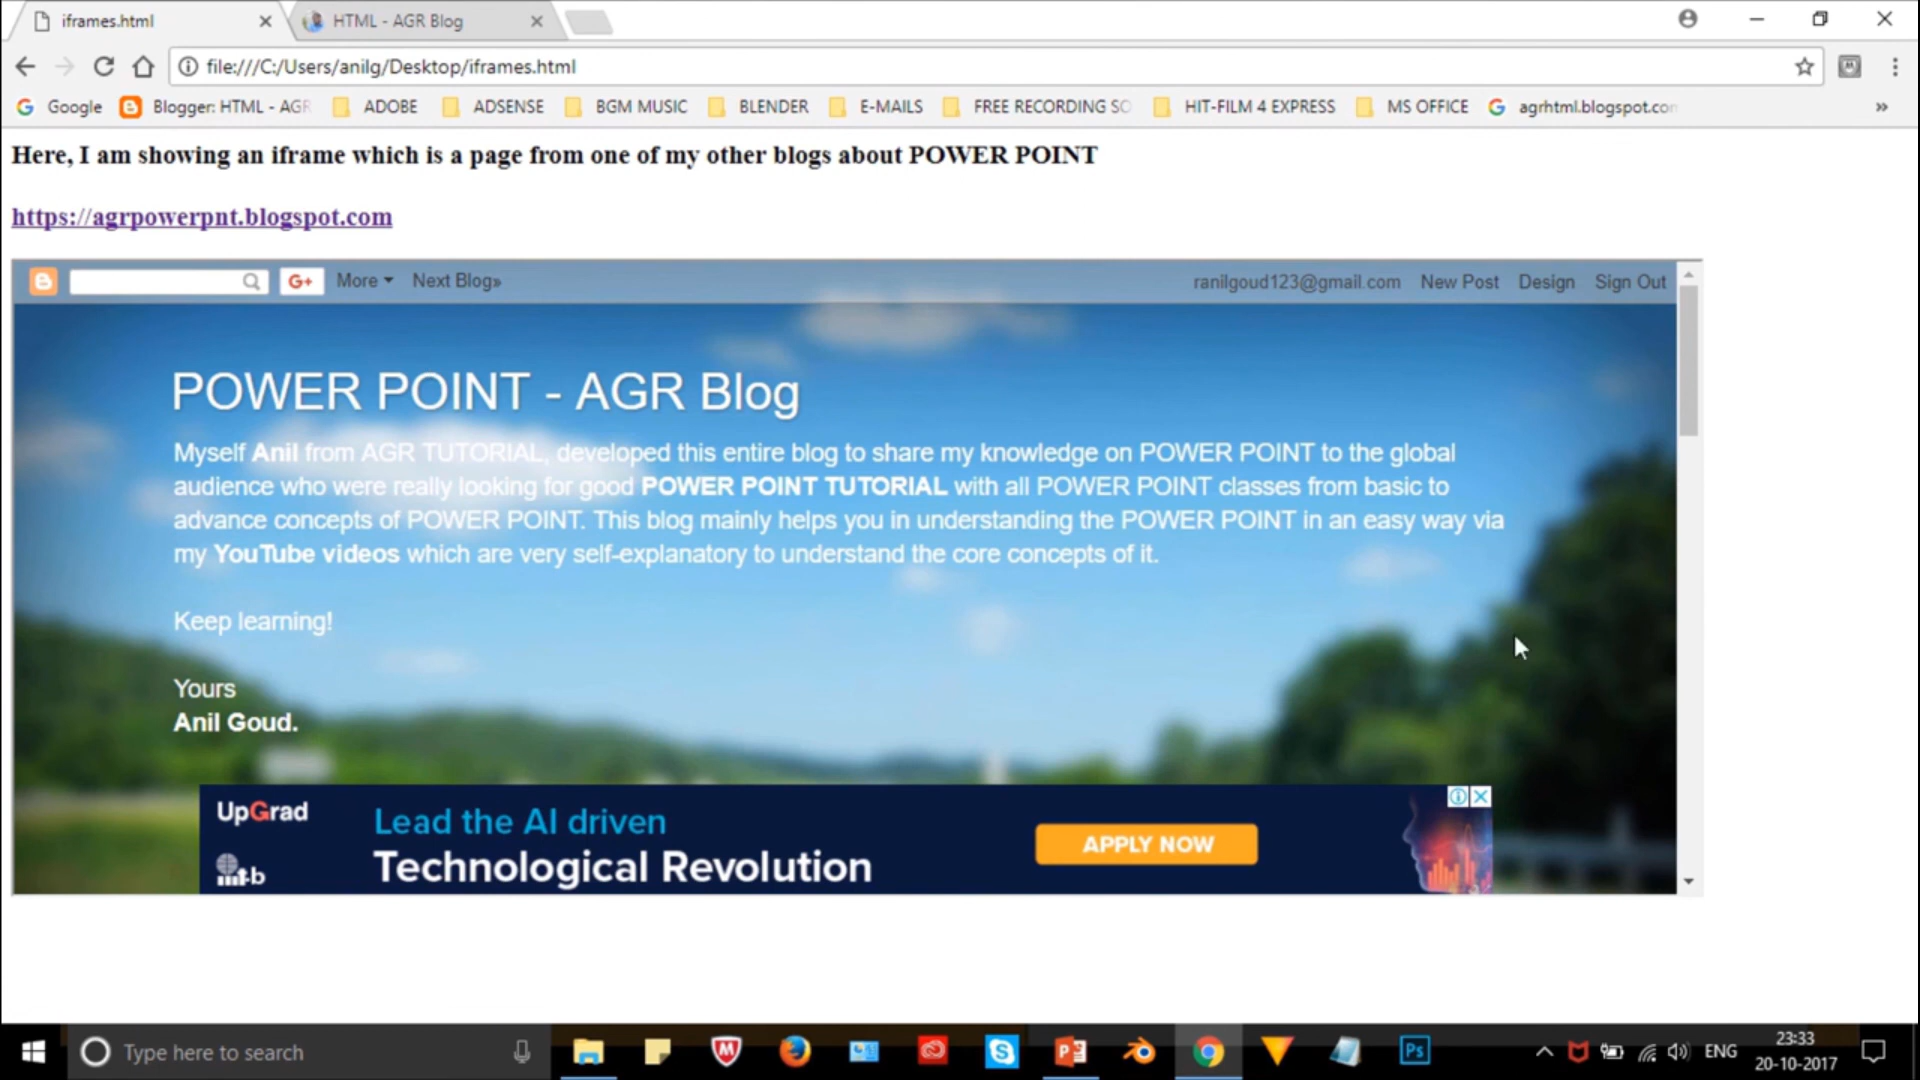 iframes.html
HTML - AGR Blog
file:///C:/Users/anilg/Desktop/iframes.html
Google
Blogger: HTML - AGR
ADOBE
ADSENSE
BGM MUSIC
BLENDER
E-MAILS
FREE RECORDING SO
HIT-FILM 4 EXPRESS
MS OFFICE
agrhtml.blogspot.com
»
Here, I am showing an iframe which is a page from one of my other blogs about POWER POINT
https://agrpowerpnt.blogspot.com
G+
More
Next Blog»
ranilgoud123@gmail.com
New Post
Design
Sign Out
POWER POINT - AGR Blog
Myself Anil from AGR TUTORIAL, developed this entire blog to share my knowledge on POWER POINT to the global
audience who were really looking for good POWER POINT TUTORIAL with all POWER POINT classes from basic to
advance concepts of POWER POINT. This blog mainly helps you in understanding the POWER POINT in an easy way via
my YouTube videos which are very self-explanatory to understand the core concepts of it.
Keep learning!
Yours
Anil Goud.
UpGrad
Lead the AI driven
Technological Revolution
APPLY NOW
Type here to search
Ps
ENG
23:33
20-10-2017